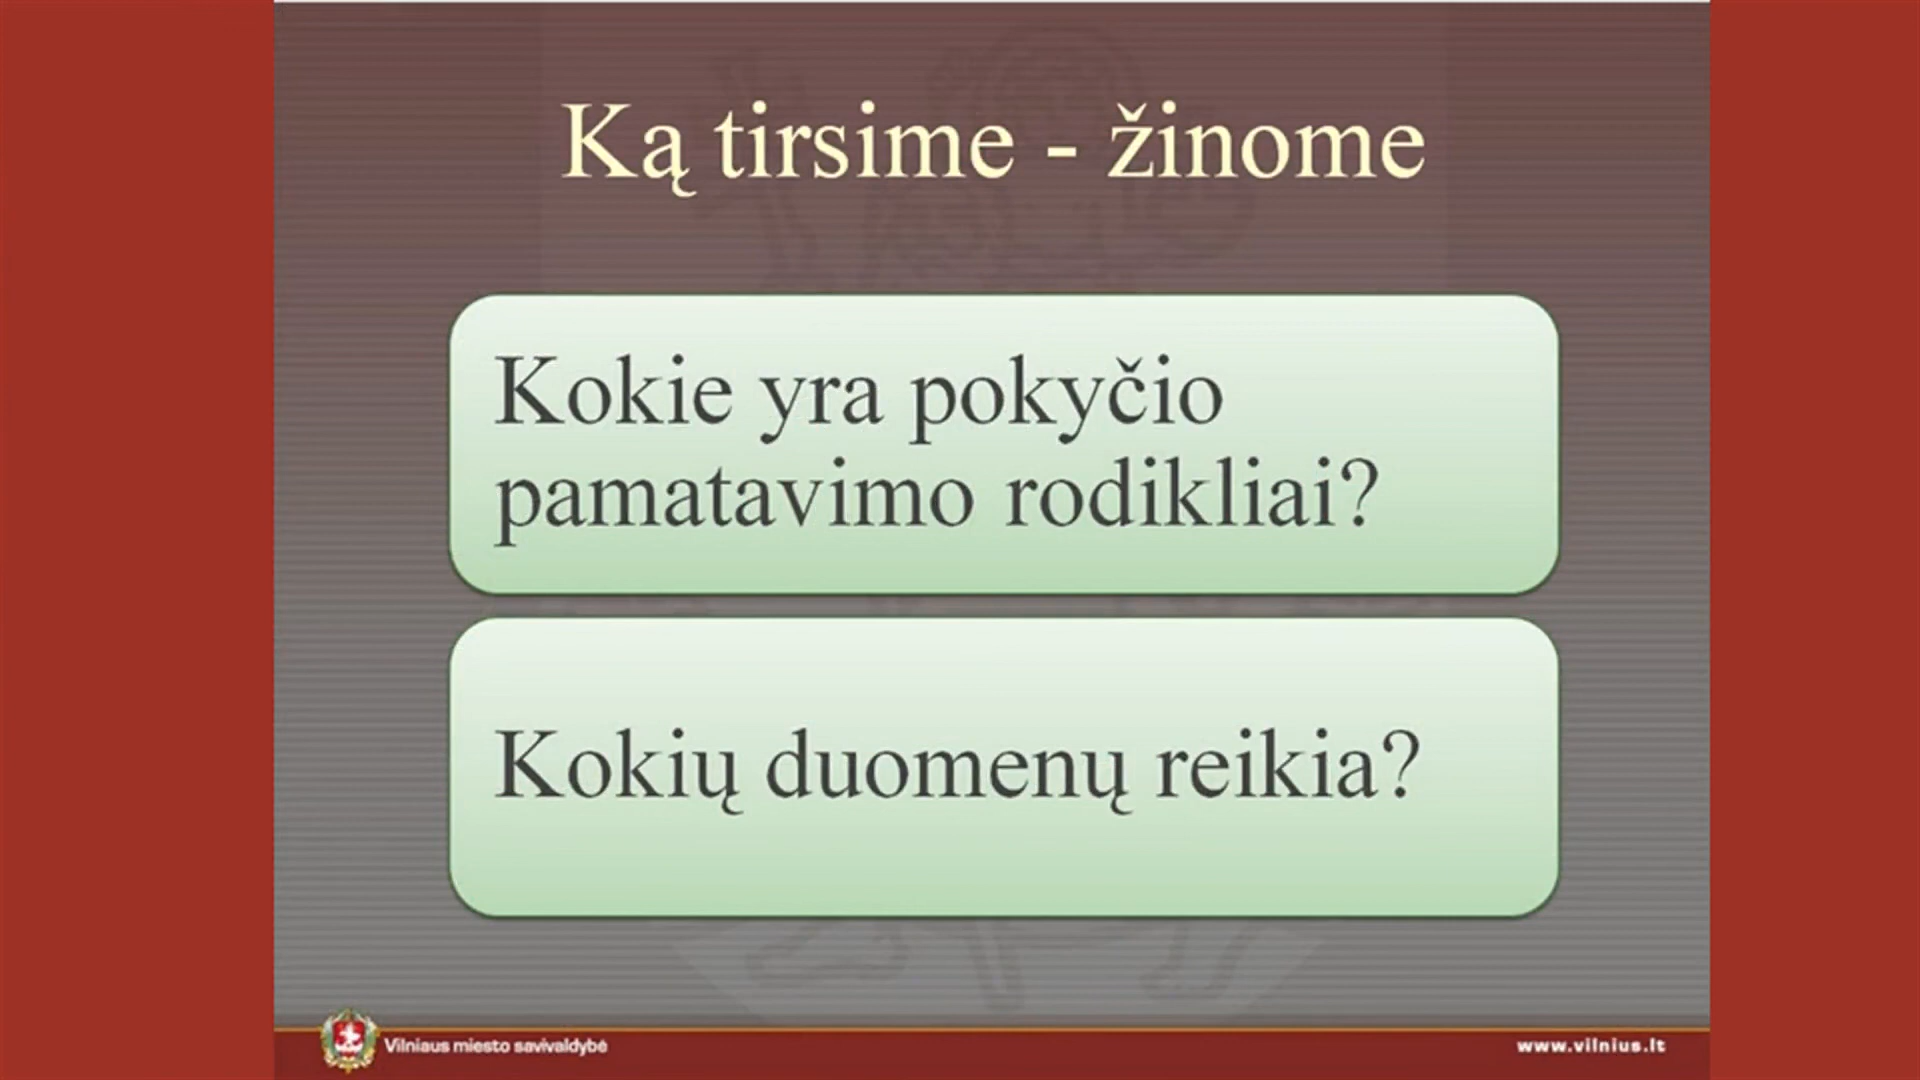 Ką tirsime - žinome
Kokie yra pokyčio
pamatavimo rodikliai?
Kokių duomenų reikia?
Vilniaus miesto savivaldybė
www.vilnius.lt